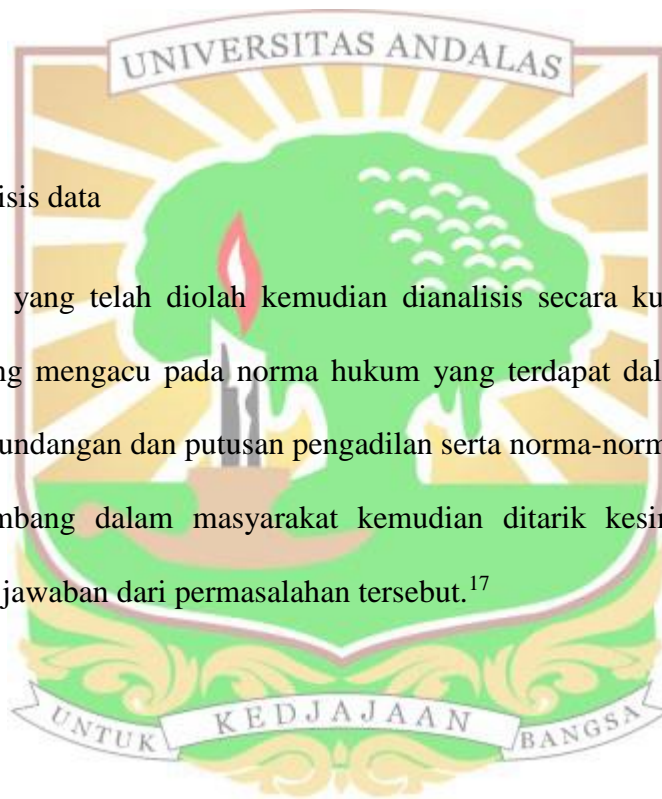 UNIVERSITAS ANDALAS
isis data
yang telah diolah kemudian dianalisis secara ku
ng mengacu pada norma hukum yang terdapat dal
undangan dan putusan pengadilan serta norma-norm
mbang dalam masyarakat kemudian ditarik kesi
jawaban dari permasalahan tersebut.17
UNTUK KEDJAJAAN BANGSA